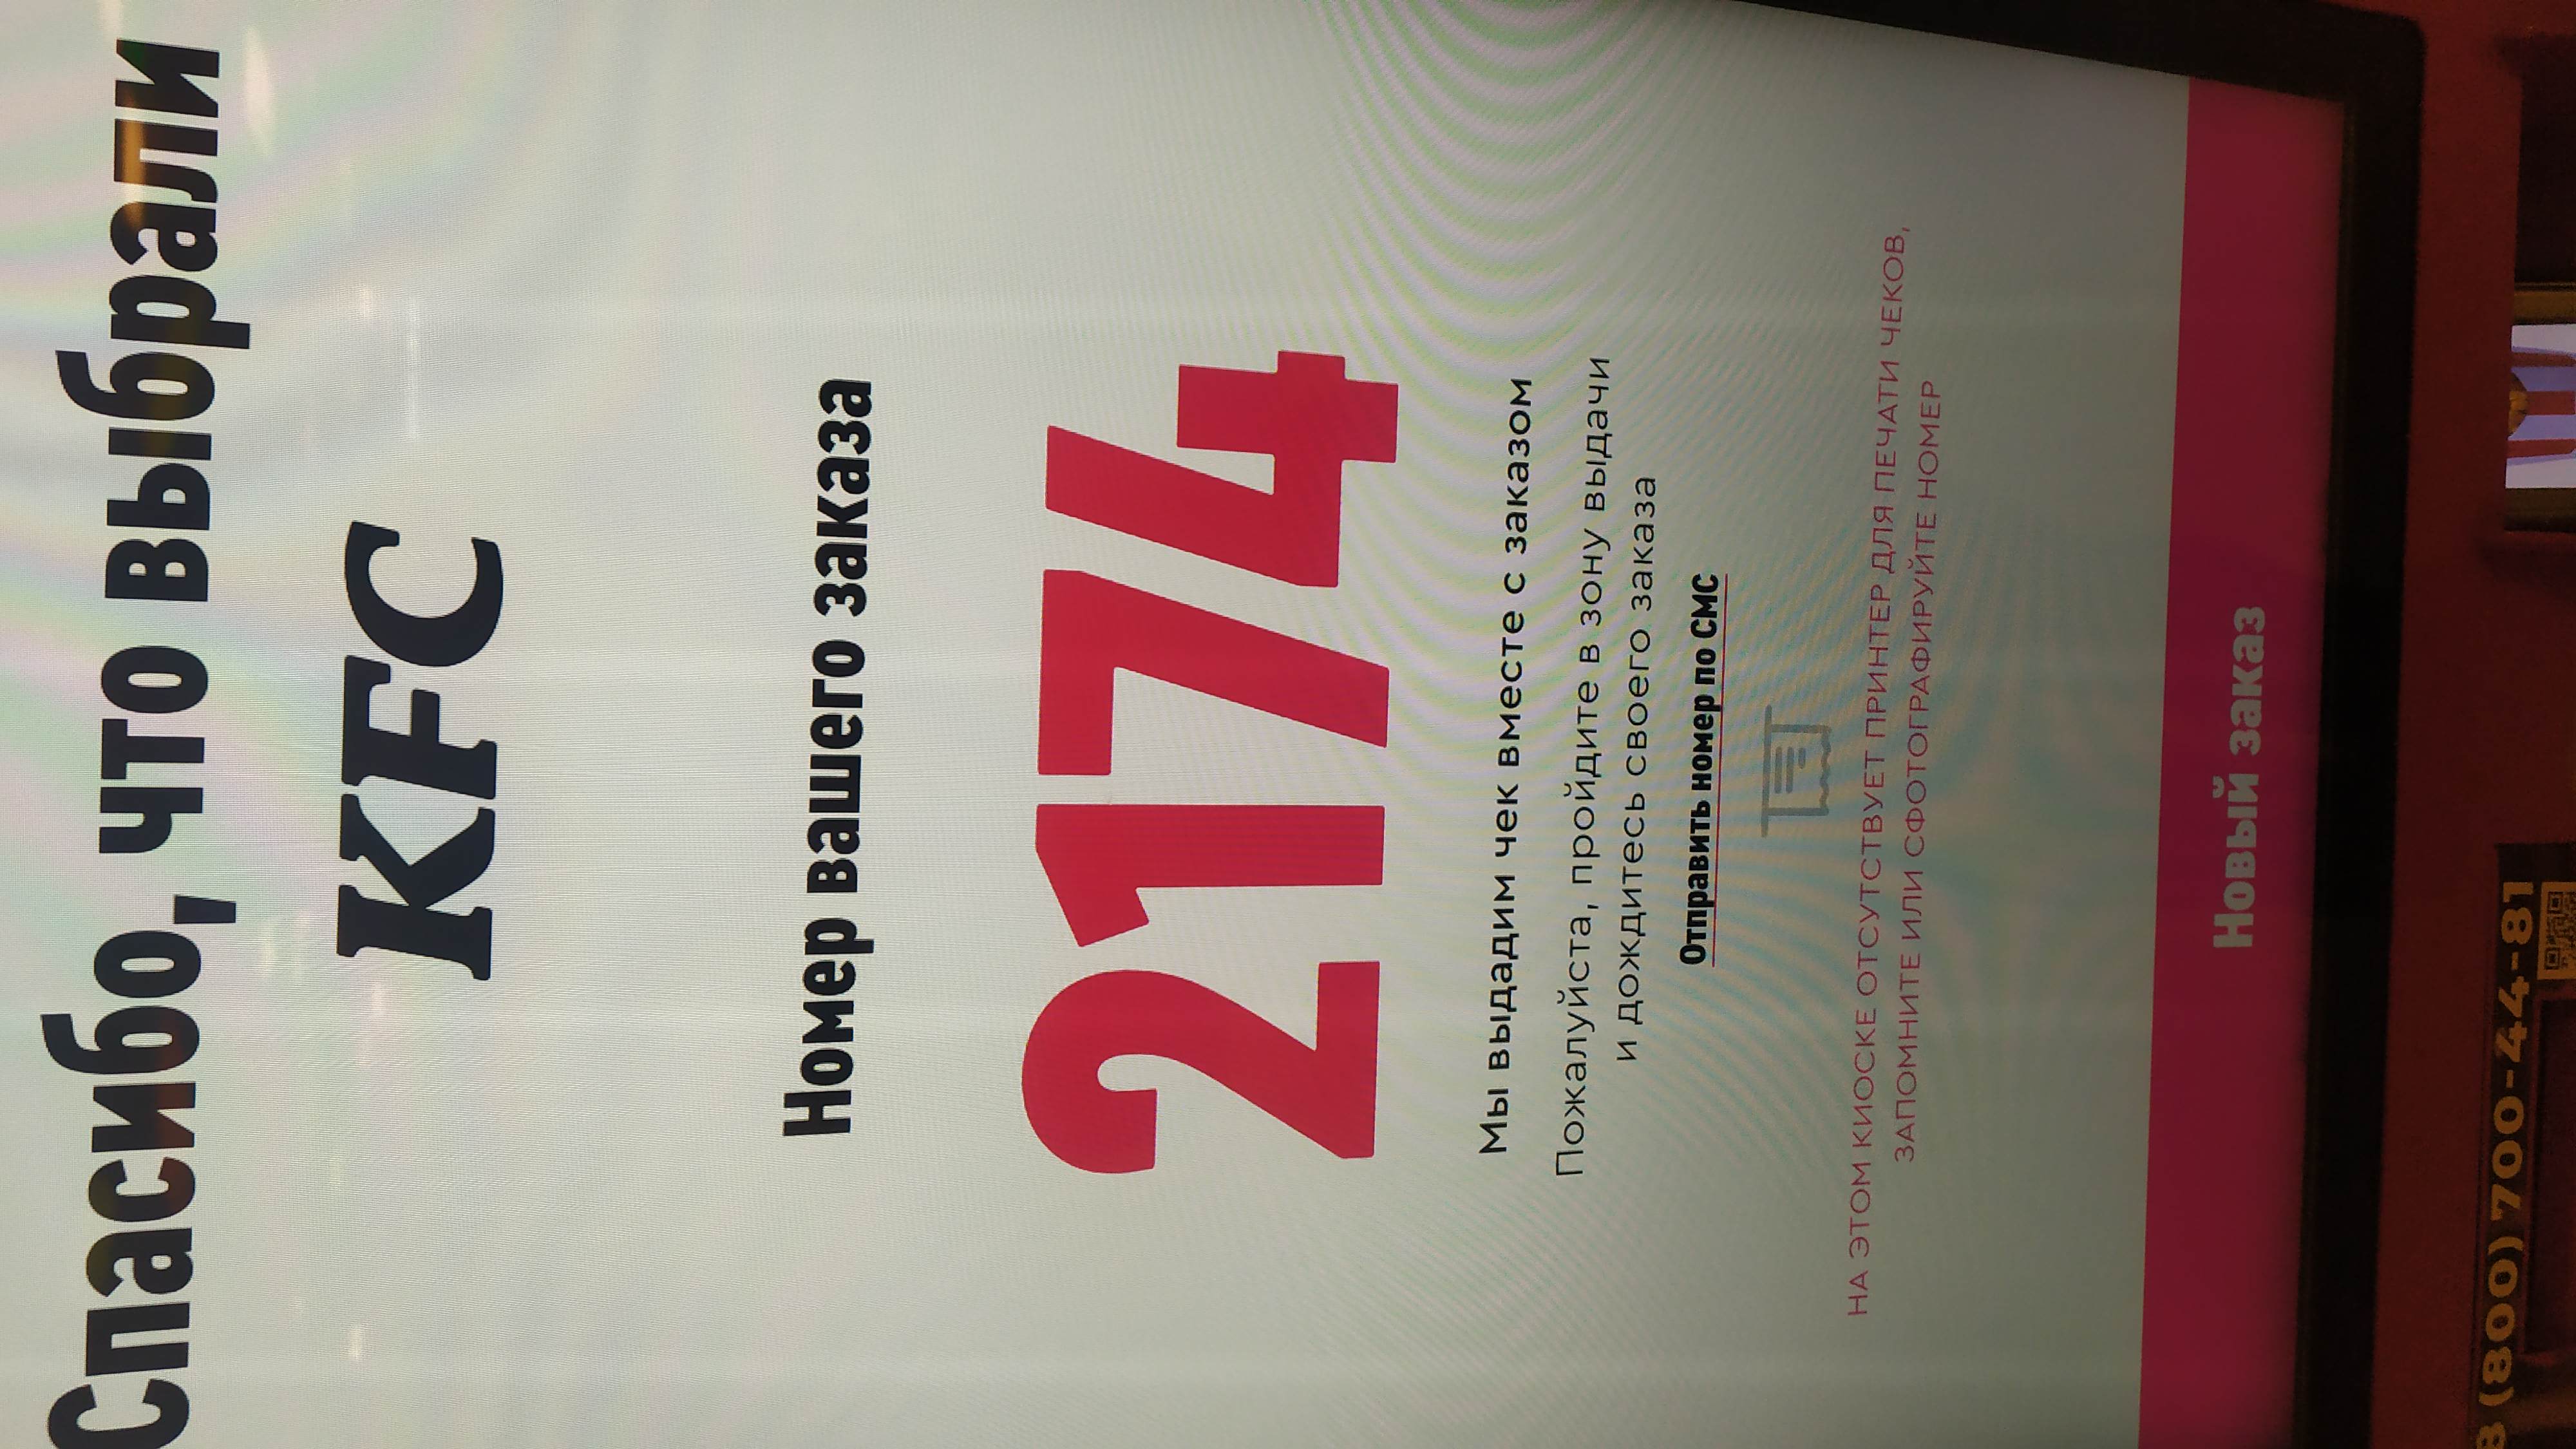 Спасибо, что выбрали
KFC
Номер вашего заказа
2174
Мы выдадим чек вместе с заказом
Пожалуйста, пройдите в зону выдачи
и дождитесь своего заказа
Отправить номер по СМС
НА ЭТОМ КИОСКЕ ОТСУТСТВУЕТ ПРИНТЕР ДЛЯ ПЕЧАТИ ЧЕКОВ,
ЗАПОМНИТЕ ИЛИ СФОТОГРАФИРУЙТЕ НОМЕР
Новый заказ
8 (800) 700-44-81